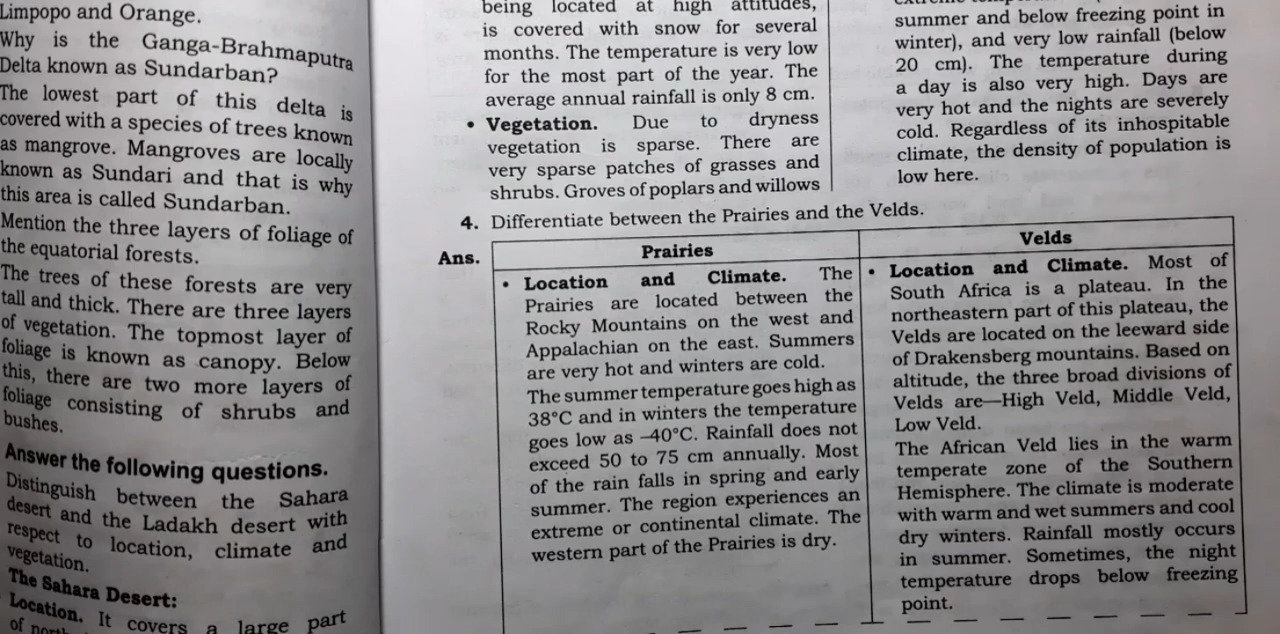 Limpopo and Orange.
Why is the Ganga-Brahmaputra
Delta known as Sundarban?
The lowest part of this delta is
covered with a species of trees known
as mangrove. Mangroves are locally
known as Sundari and that is why
this area is called Sundarban.
Mention the three layers of foliage of
the equatorial forests.
The trees of these forests are very
tall and thick. There are three layers
of vegetation. The topmost layer of
foliage is known as canopy. Below
this, there are two more layers of
foliage consisting of shrubs and
bushes.
Answer the following questions.
Distinguish between the Sahara
desert and the Ladakh desert with
respect to location, climate and
vegetation.
The Sahara Desert:
Location. It covers a large part
of
being located at high attitudes,
is covered with snow for several
months. The temperature is very low
for the most part of the year. The
average annual rainfall is only 8 cm.
• Vegetation. Due to dryness
vegetation is sparse. There are
very sparse patches of grasses and
shrubs. Groves of poplars and willows
summer and below freezing point in
winter), and very low rainfall (below
20 cm). The temperature during
a day is also very high. Days are
very hot and the nights are severely
cold. Regardless of its inhospitable
climate, the density of population is
low here.
4. Differentiate between the Prairies and the Velds.
Ans.
Prairies
• Location and Climate. The
Prairies are located between the
Rocky Mountains on the west and
Appalachian on the east. Summers
are very hot and winters are cold.
The summer temperature goes high as
38°C and in winters the temperature
goes low as –40°C. Rainfall does not
exceed 50 to 75 cm annually. Most
of the rain falls in spring and early
summer. The region experiences an
extreme or continental climate. The
western part of the Prairies is dry.
Velds
• Location and Climate. Most of
South Africa is a plateau. In the
northeastern part of this plateau, the
Velds are located on the leeward side
of Drakensberg mountains. Based on
altitude, the three broad divisions of
Velds are—High Veld, Middle Veld,
Low Veld.
The African Veld lies in the warm
temperate zone of the Southern
Hemisphere. The climate is moderate
with warm and wet summers and cool
dry winters. Rainfall mostly occurs
in summer. Sometimes, the night
temperature drops below freezing
point.